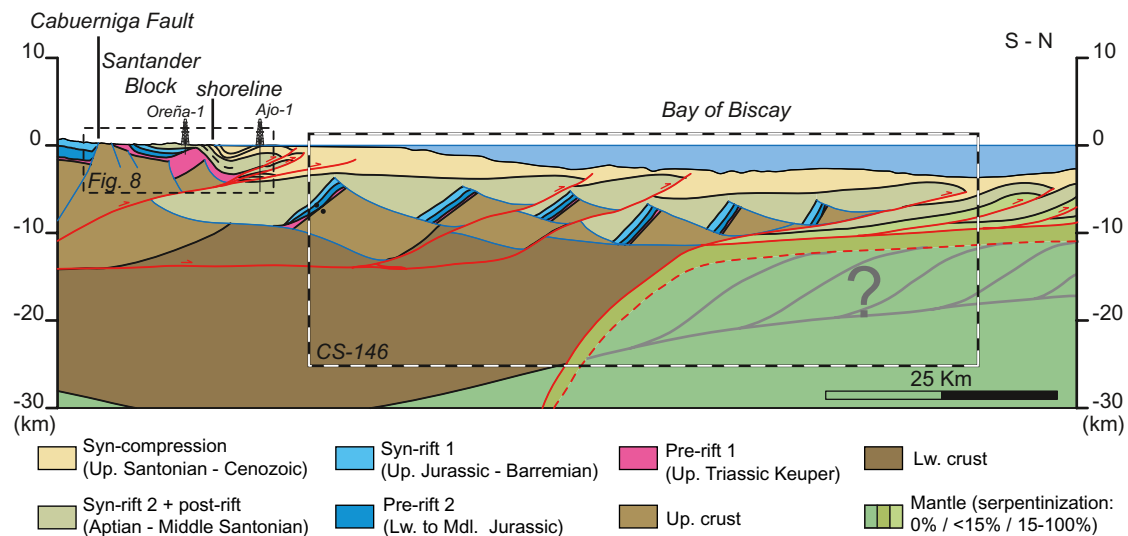 Cabuerniga Fault
Santander
Block
shoreline
Oreña-1
Ajo-1
S - N
Bay of Biscay
10
0
-10
-20
-30
(km)
10
0
-10
-20
-30
(km)
Fig. 8
?
CS-146
25 Km
Syn-compression
(Up. Santonian - Cenozoic)
Syn-rift 1
(Up. Jurassic - Barremian)
Pre-rift 1
(Up. Triassic Keuper)
Lw. crust
Syn-rift 2 + post-rift
(Aptian - Middle Santonian)
Pre-rift 2
(Lw. to Mdl. Jurassic)
Up. crust
Mantle (serpentinization:
0% / <15% / 15-100%)